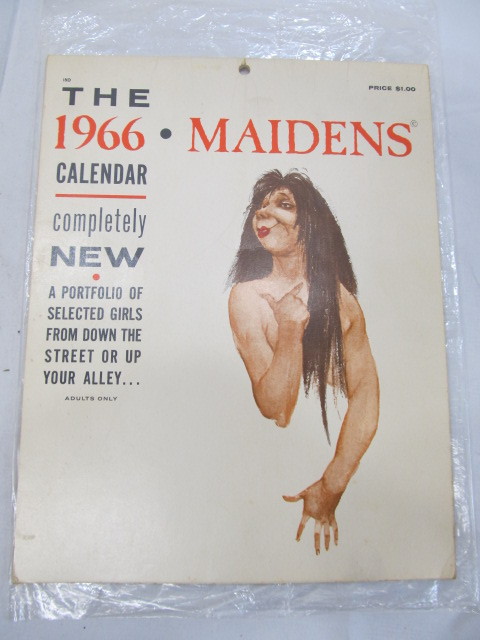 THE
PRICE $1.00
1966 • MAIDENS©
CALENDAR
completely
NEW
•
A PORTFOLIO OF
SELECTED GIRLS
FROM DOWN THE
STREET OR UP
YOUR ALLEY...
ADULTS ONLY